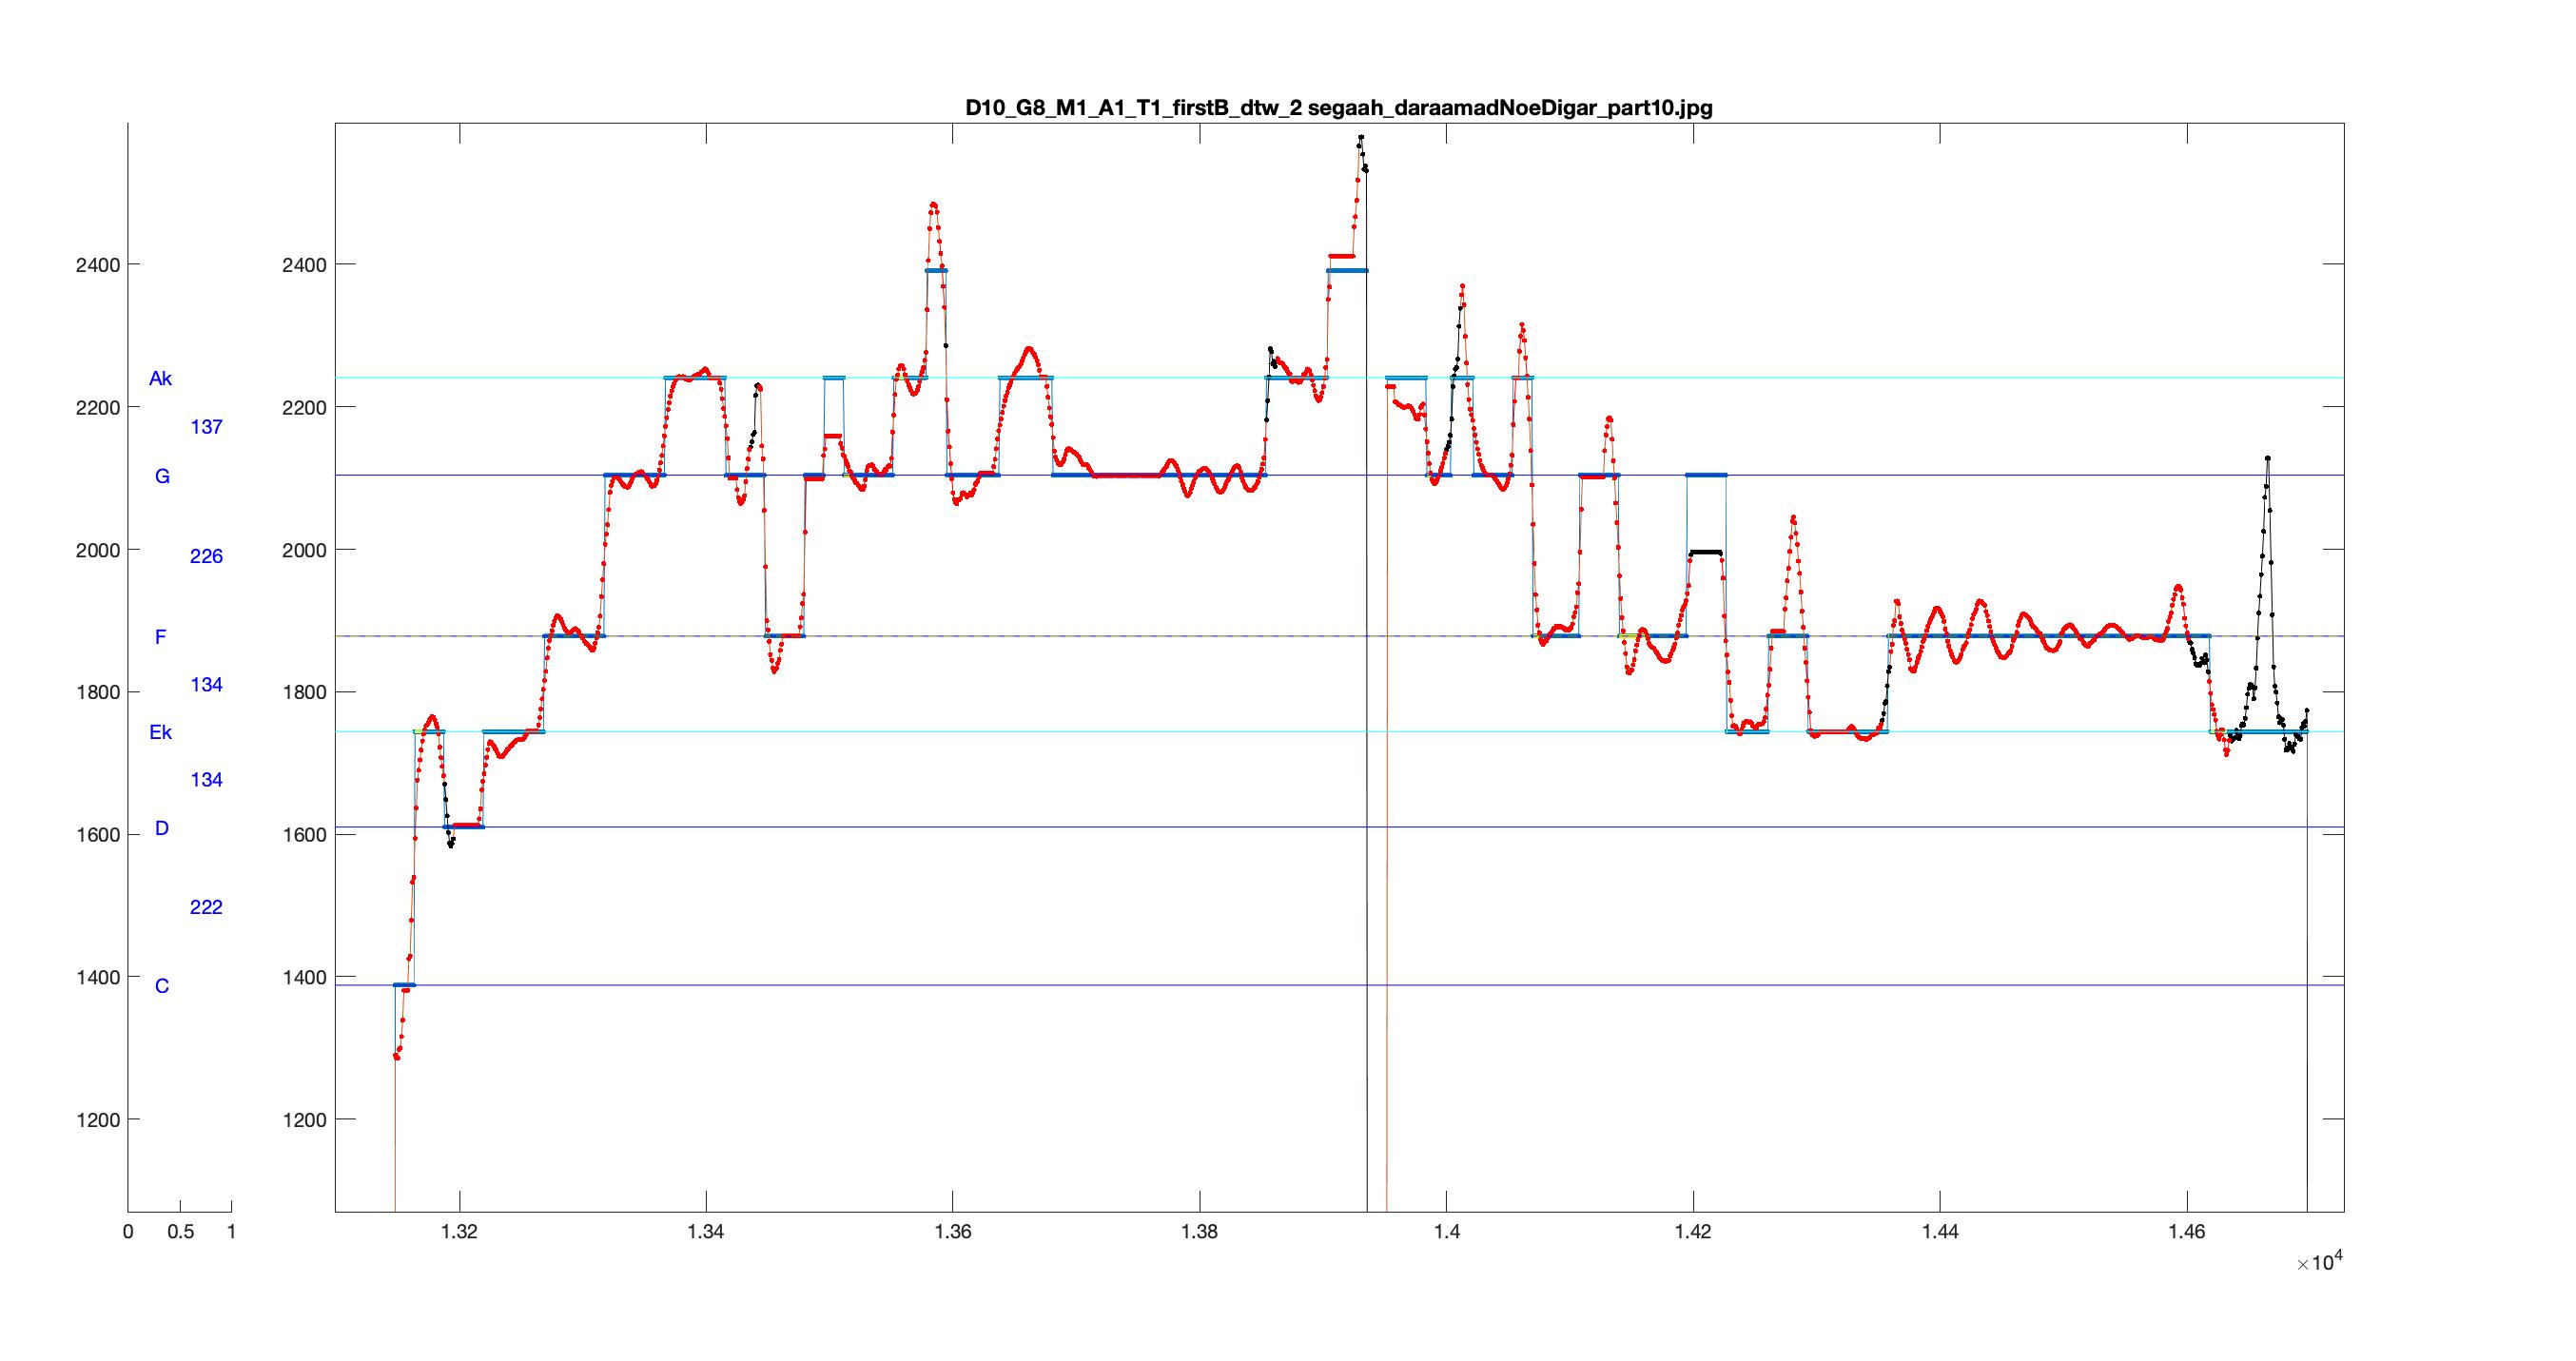 D10_G8_M1_A1_T1_firstB_dtw_2 segaah_daraamadNoeDigar_part10.jpg
2400 2400
Ak
2200 2200
137
G
2000 226 2000
F
1800 134 1800
Ek
134
1600 D 1600
222
1400 C 1400
1200 1200
0 0.5 1 1.32 1.34 1.36 1.38 1.4 1.42 1.44 1.46
×10^4